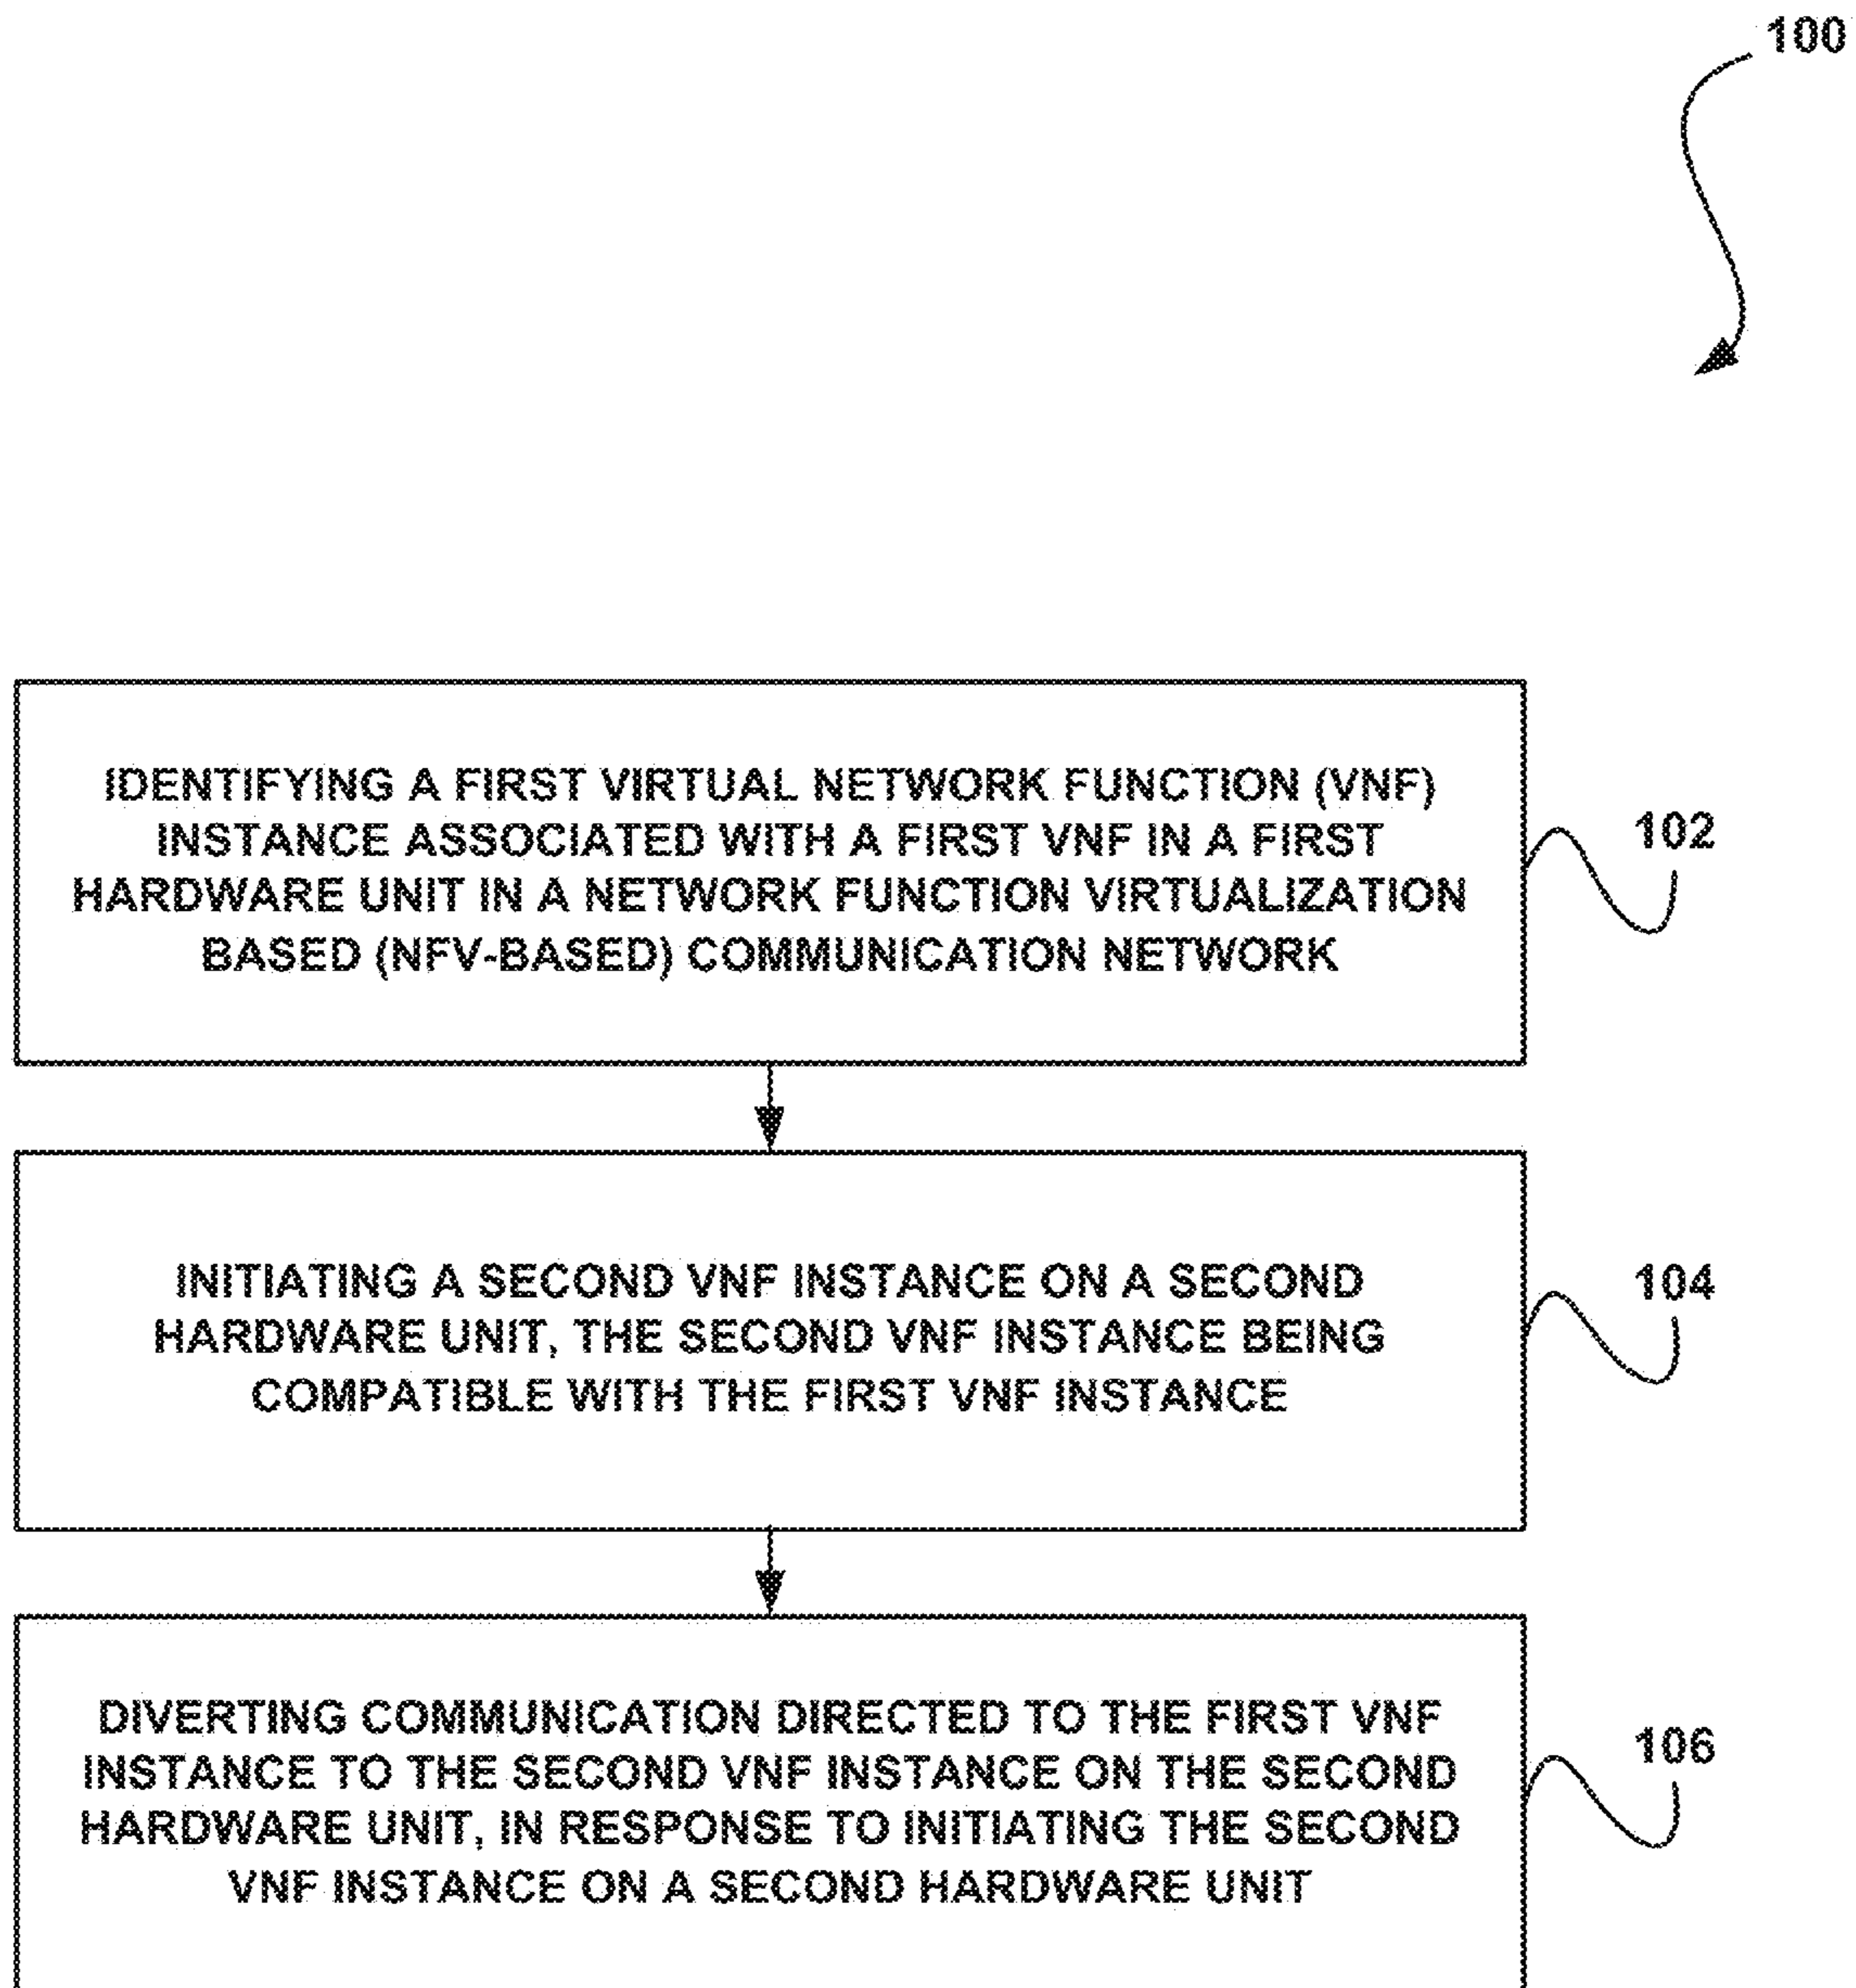 100
IDENTIFYING A FIRST VIRTUAL NETWORK FUNCTION (VNF)
INSTANCE ASSOCIATED WITH A FIRST VNF IN A FIRST
HARDWARE UNIT IN A NETWORK FUNCTION VIRTUALIZATION
BASED (NFV-BASED) COMMUNICATION NETWORK
102
INITIATING A SECOND VNF INSTANCE ON A SECOND
HARDWARE UNIT, THE SECOND VNF INSTANCE BEING
COMPATIBLE WITH THE FIRST VNF INSTANCE
104
DIVERTING COMMUNICATION DIRECTED TO THE FIRST VNF
INSTANCE TO THE SECOND VNF INSTANCE ON THE SECOND
HARDWARE UNIT, IN RESPONSE TO INITIATING THE SECOND
VNF INSTANCE ON A SECOND HARDWARE UNIT
106